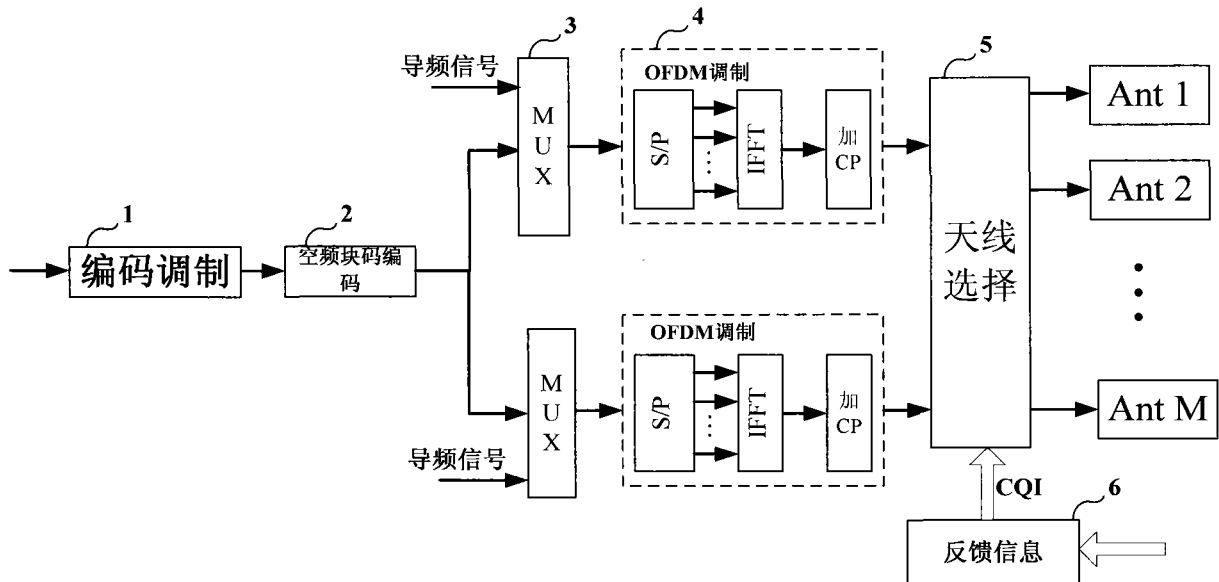 1
编码调制
2
空频块码编
码
导频信号
3
M
U
X
4
OFDM调制
S/P
...
IFFT
加
CP
导频信号
M
U
X
OFDM调制
S/P
...
IFFT
加
CP
5
天线
选择
Ant 1
Ant 2
Ant M
CQI
6
反馈信息